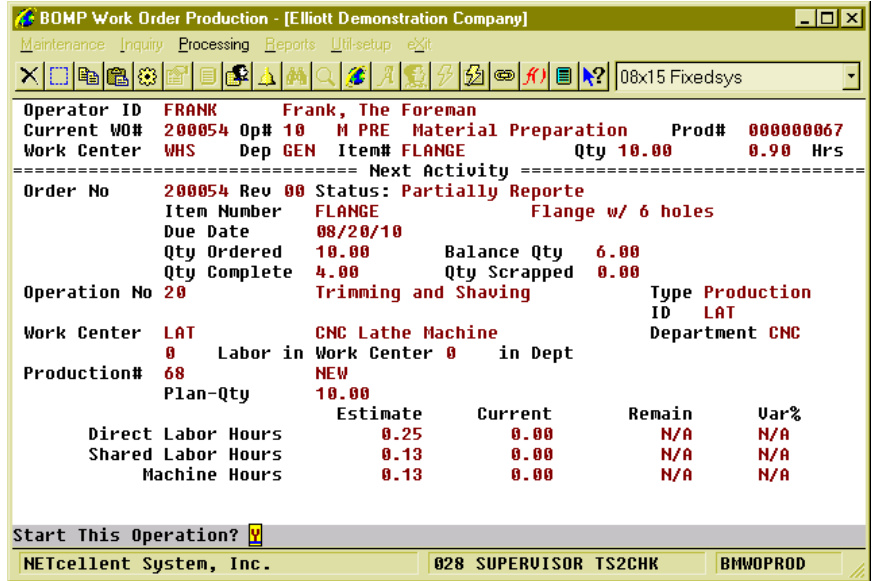 BOMP Work Order Production - [Elliott Demonstration Company]
Maintenance Inquiry Processing Reports Util-setup eXit
08x15 Fixedsys
Operator ID FRANK Frank, The Foreman
Current WO# 200054 Op# 10 M PRE Material Preparation Prod# 000000067
Work Center WHS Dep GEN Item# FLANGE Qty 10.00 0.90 Hrs
================================= Next Activity ================================
Order No 200054 Rev 00 Status: Partially Reporte
Item Number FLANGE Flange w/ 6 holes
Due Date 08/20/10
Qty Ordered 10.00 Balance Qty 6.00
Qty Complete 4.00 Qty Scrapped 0.00
Operation No 20 Trimming and Shaving Type Production
ID LAT
Work Center LAT CNC Lathe Machine Department CNC
0 Labor in Work Center 0 in Dept
Production# 68 NEW
Plan-Qty 10.00
Estimate Current Remain Var%
Direct Labor Hours 0.25 0.00 N/A N/A
Shared Labor Hours 0.13 0.00 N/A N/A
Machine Hours 0.13 0.00 N/A N/A
Start This Operation? Y
NETcellent System, Inc. 028 SUPERVISOR TS2CHK BMWOPROD